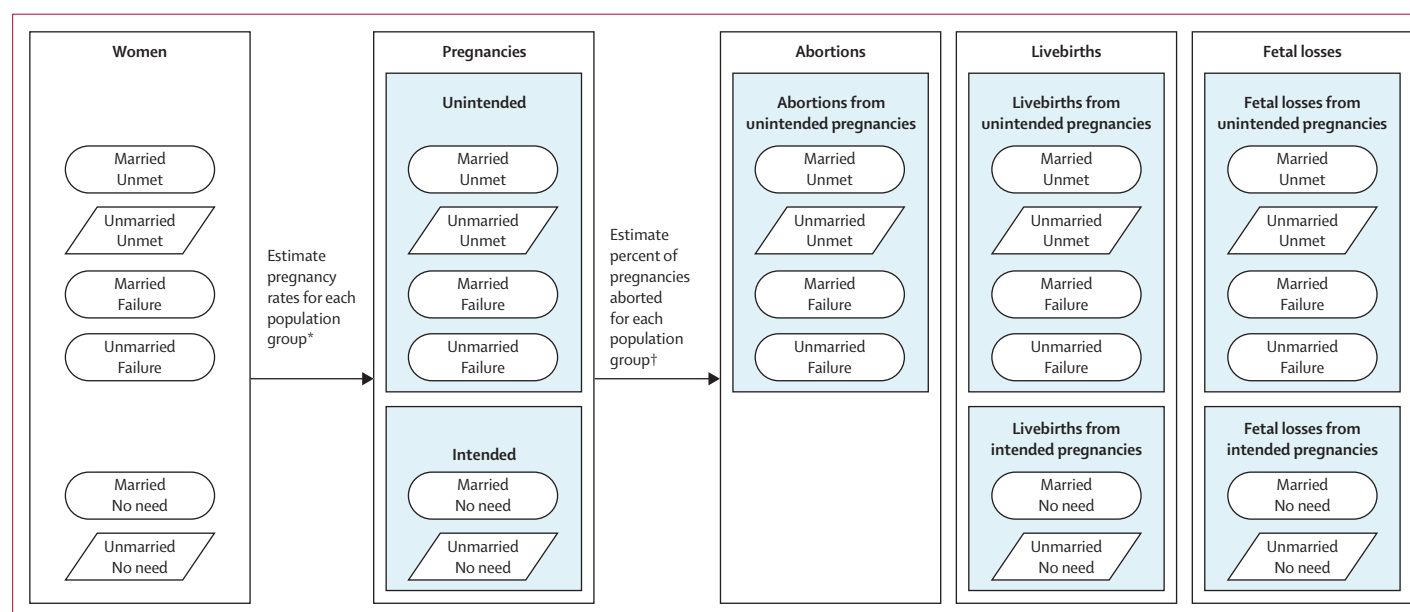 Women
Married
Unmet
Unmarried
Unmet
Married
Failure
Unmarried
Failure
Married
No need
Unmarried
No need
Estimate
pregnancy
rates for each
population
group*
Pregnancies
Unintended
Married
Unmet
Unmarried
Unmet
Married
Failure
Unmarried
Failure
Intended
Married
No need
Unmarried
No need
Estimate
percent of
pregnancies
aborted
for each
population
group†
Abortions
Abortions from
unintended pregnancies
Married
Unmet
Unmarried
Unmet
Married
Failure
Unmarried
Failure
Livebirths
Livebirths from
unintended pregnancies
Married
Unmet
Unmarried
Unmet
Married
Failure
Unmarried
Failure
Livebirths from
intended pregnancies
Married
No need
Unmarried
No need
Fetal losses
Fetal losses from
unintended pregnancies
Married
Unmet
Unmarried
Unmet
Married
Failure
Unmarried
Failure
Fetal losses from
intended pregnancies
Married
No need
Unmarried
No need